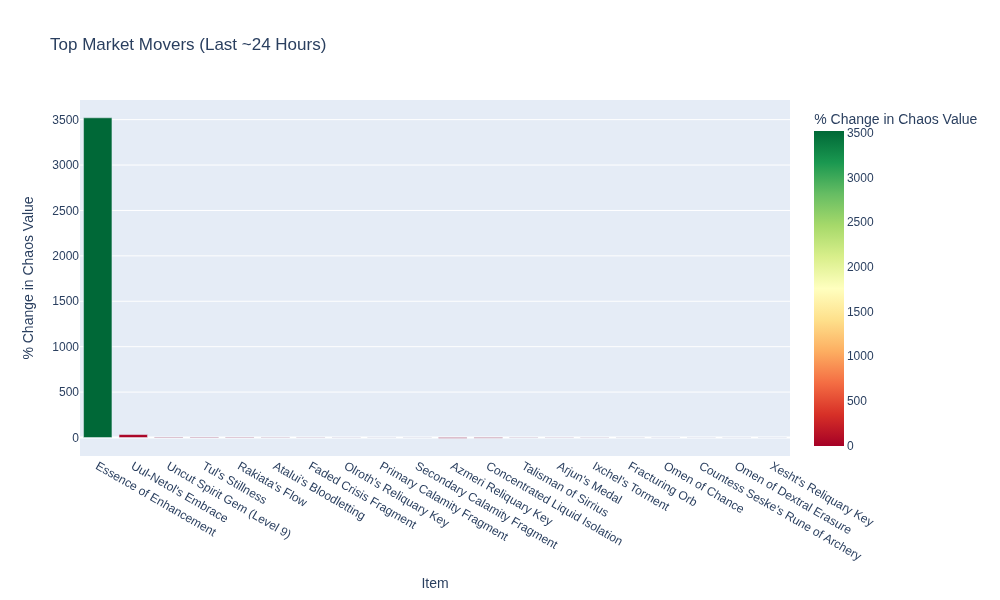 Top Market Movers (Last ~24 Hours)
% Change in Chaos Value
3500
3000
2500
2000
1500
1000
500
0
% Change in Chaos Value
3500
3000
2500
2000
1500
1000
500
0
Essence of Enhancement
Uul-Netol's Embrace
Uncut Spirit Gem (Level 9)
Tul's Stillness
Rakiata's Flow
Atalui's Bloodletting
Faded Crisis Fragment
Olroth's Reliquary Key
Primary Calamity Fragment
Secondary Calamity Fragment
Azmeri Reliquary Key
Concentrated Liquid Isolation
Talisman of Sirrius
Arjun's Medal
Ixchel's Torment
Fracturing Orb
Omen of Chance
Countess Seske's Rune of Archery
Omen of Dextral Erasure
Xesht's Reliquary Key
Item